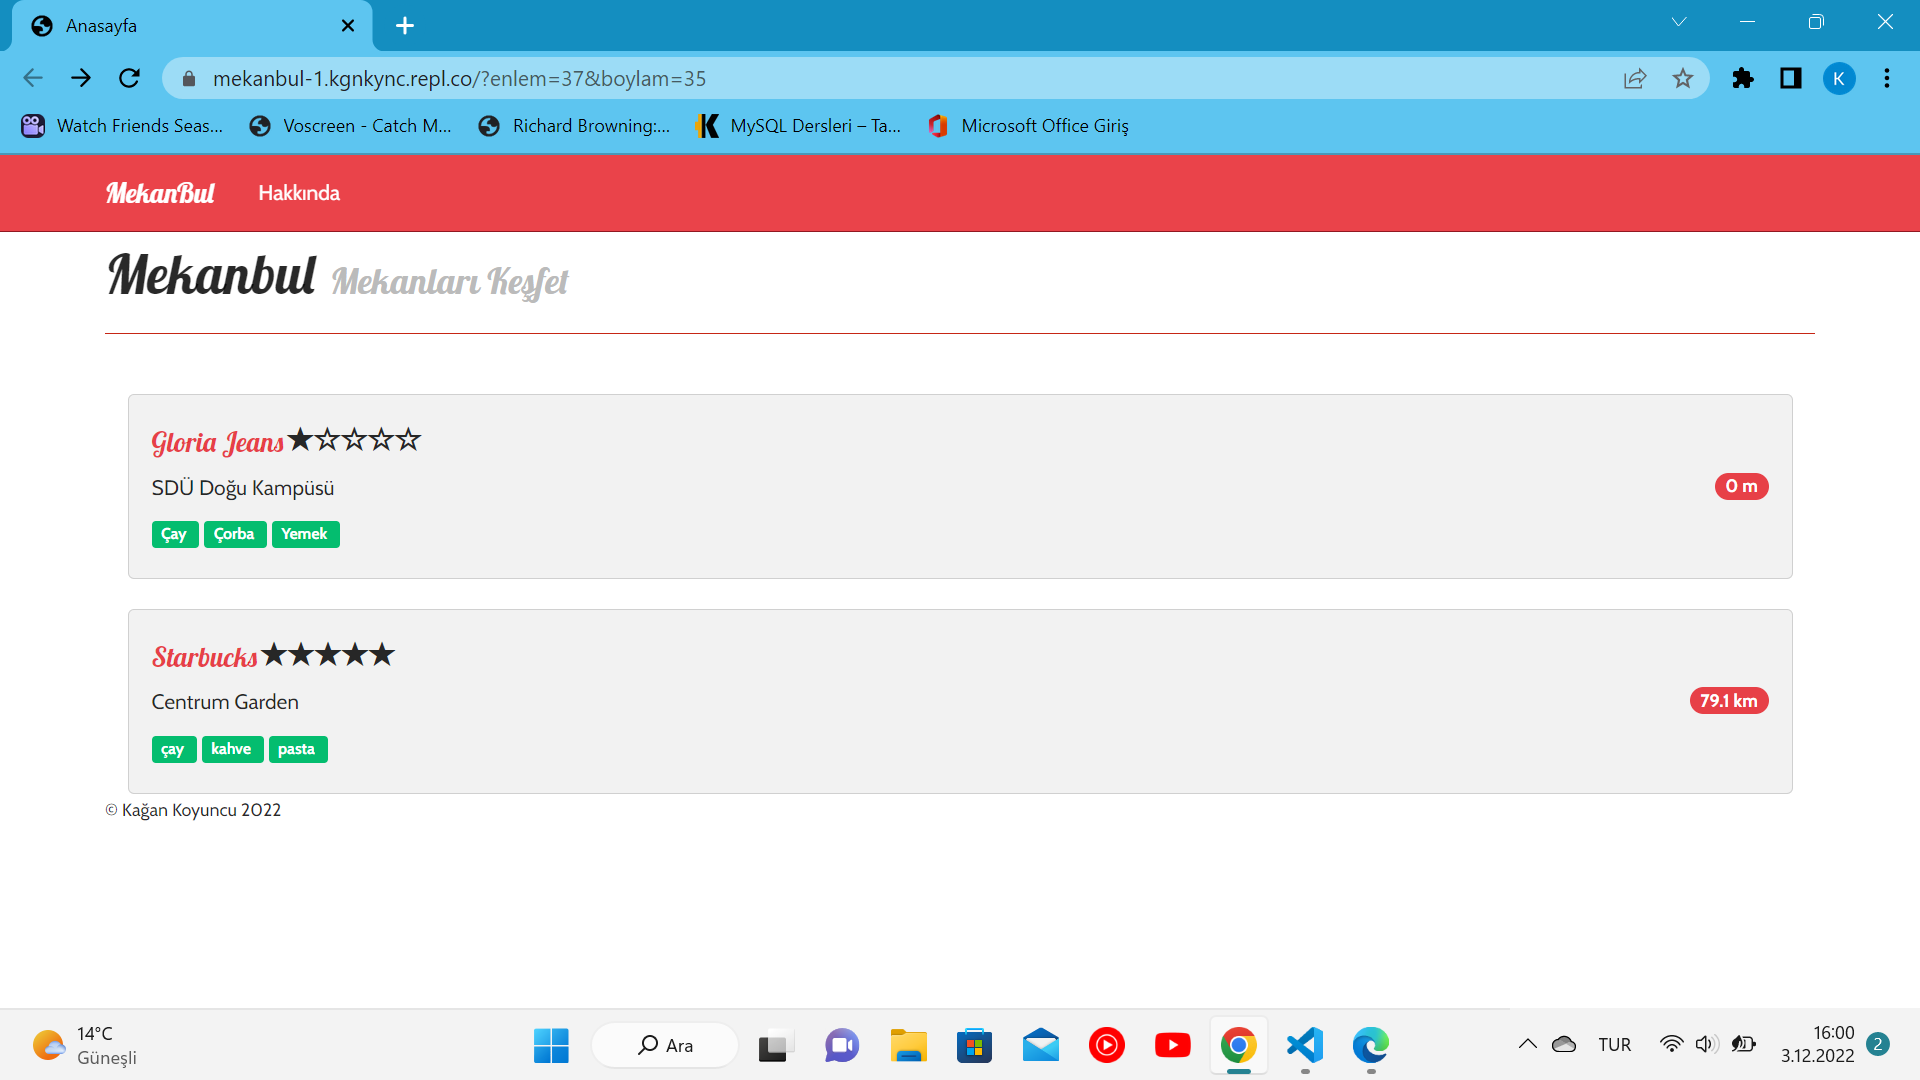 Anasayfa
mekanbul-1.kgnkync.repl.co/?enlem=37&boylam=35
K
Watch Friends Seas...
Voscreen - Catch M...
Richard Browning:...
MySQL Dersleri – Ta...
Microsoft Office Giriş
MekanBul
Hakkında
Mekanbul Mekanları Keşfet
Gloria Jeans ★☆☆☆☆
SDÜ Doğu Kampüsü
0 m
Çay Çorba Yemek
Starbucks ★★★★★
Centrum Garden
79.1 km
çay kahve pasta
© Kağan Koyuncu 2022
14°C
Güneşli
Ara
TUR
16:00
3.12.2022
2